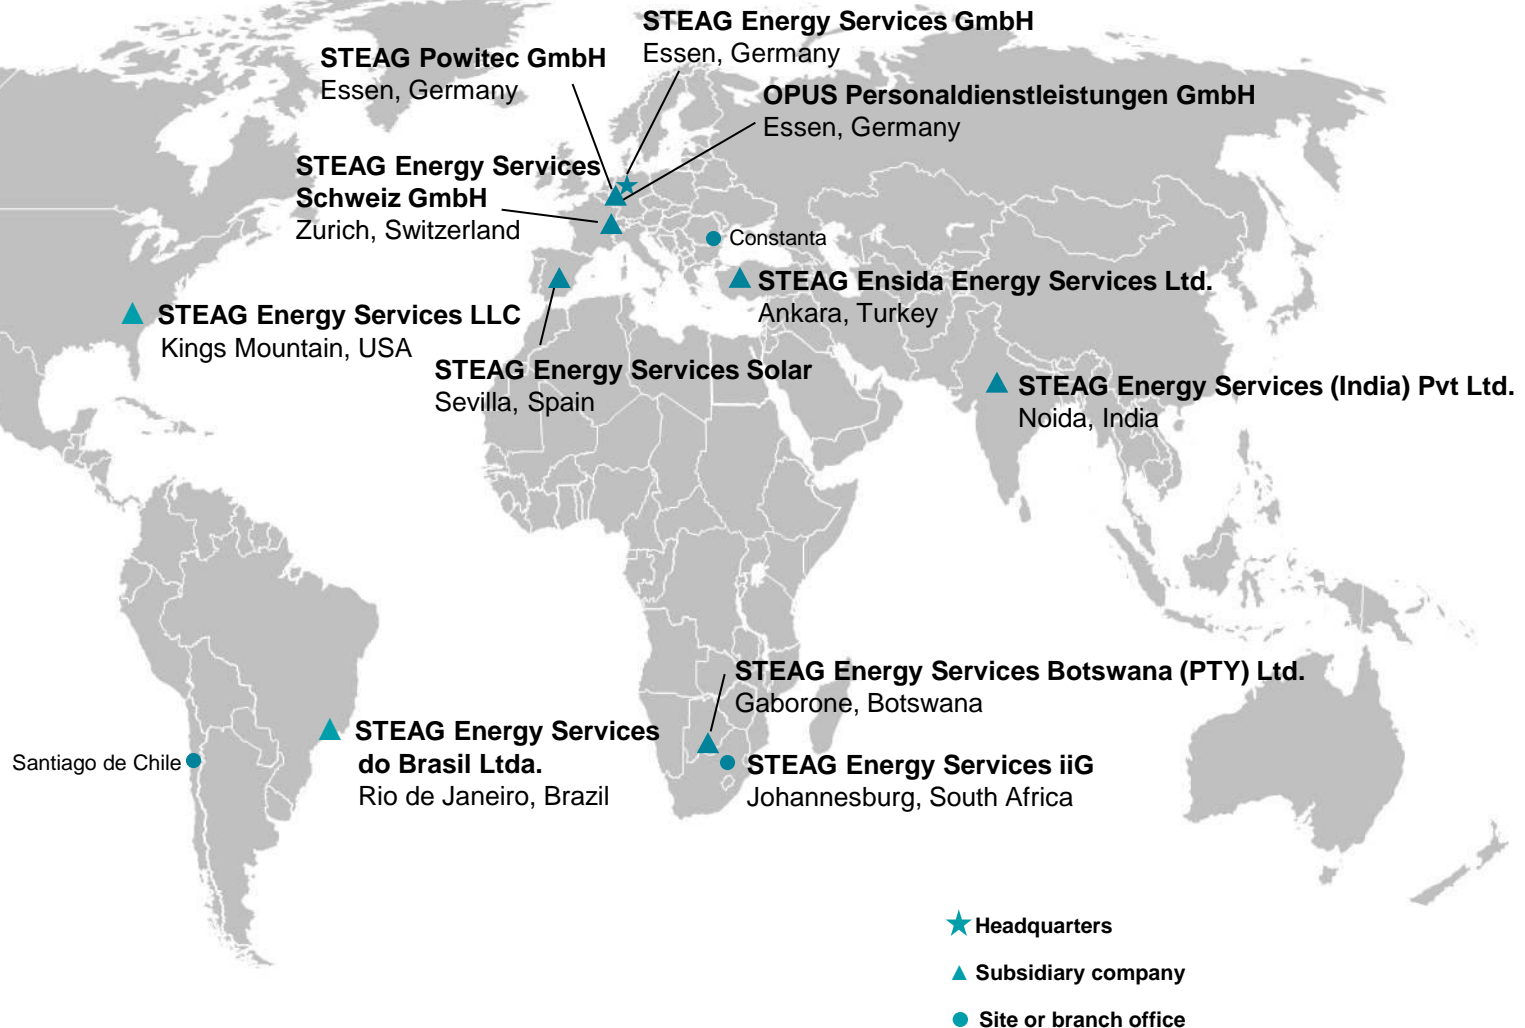 STEAG Energy Services GmbH
Essen, Germany
STEAG Powitec GmbH
Essen, Germany
OPUS Personaldienstleistungen GmbH
Essen, Germany
STEAG Energy Services
Schweiz GmbH
Zurich, Switzerland
Constanta
STEAG Ensida Energy Services Ltd.
Ankara, Turkey
STEAG Energy Services LLC
Kings Mountain, USA
STEAG Energy Services Solar
Sevilla, Spain
STEAG Energy Services (India) Pvt Ltd.
Noida, India
STEAG Energy Services Botswana (PTY) Ltd.
Gaborone, Botswana
STEAG Energy Services
do Brasil Ltda.
Rio de Janeiro, Brazil
Santiago de Chile
STEAG Energy Services iiG
Johannesburg, South Africa
Headquarters
Subsidiary company
Site or branch office